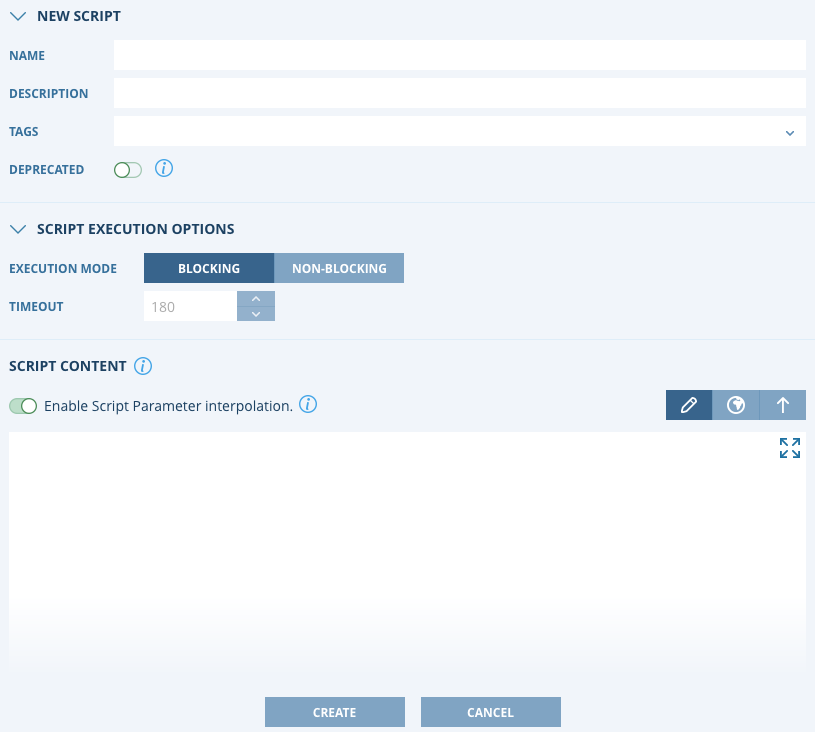 NEW SCRIPT
NAME
DESCRIPTION
TAGS
DEPRECATED
SCRIPT EXECUTION OPTIONS
EXECUTION MODE BLOCKING NON-BLOCKING
TIMEOUT 180
SCRIPT CONTENT
Enable Script Parameter interpolation.
CREATE CANCEL